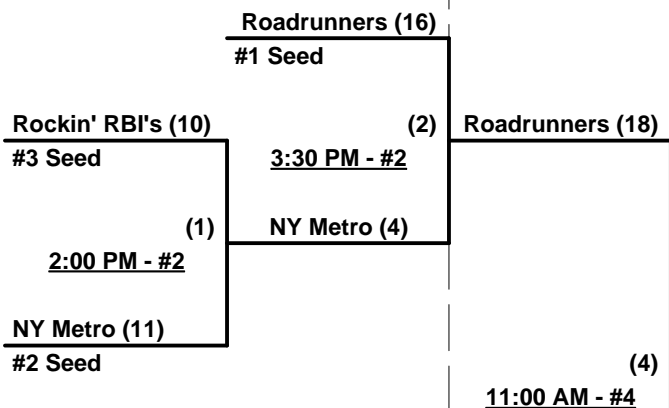 Roadrunners (16)
#1 Seed
Rockin' RBI's (10)
(2)
Roadrunners (18)
#3 Seed
3:30 PM - #2
(1)
NY Metro (4)
2:00 PM - #2
NY Metro (11)
#2 Seed
(4)
11:00 AM - #4